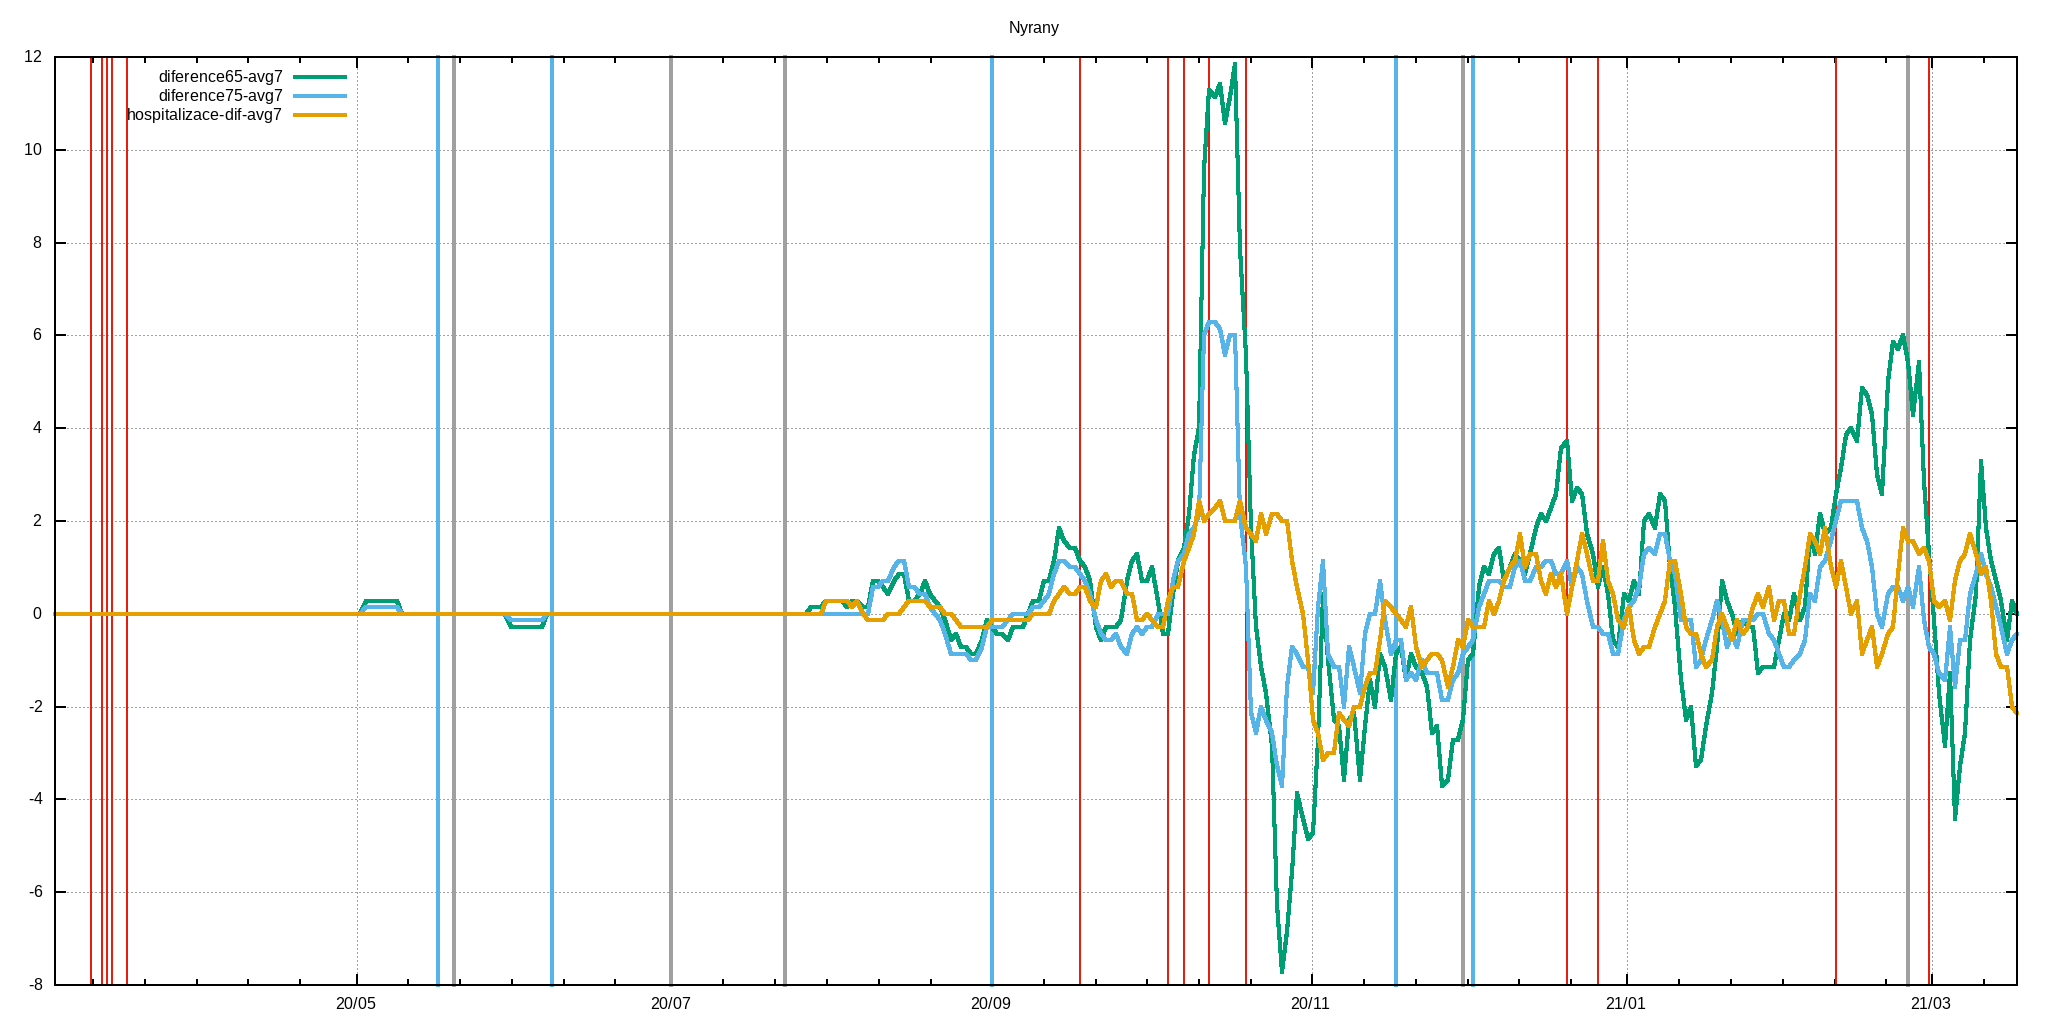 Nyrany
12
diference65-avg7
diference75-avg7
hospitalizace-dif-avg7
10
8
6
4
2
0
-2
-4
-6
-8
20/05 20/07 20/09 20/11 21/01 21/03